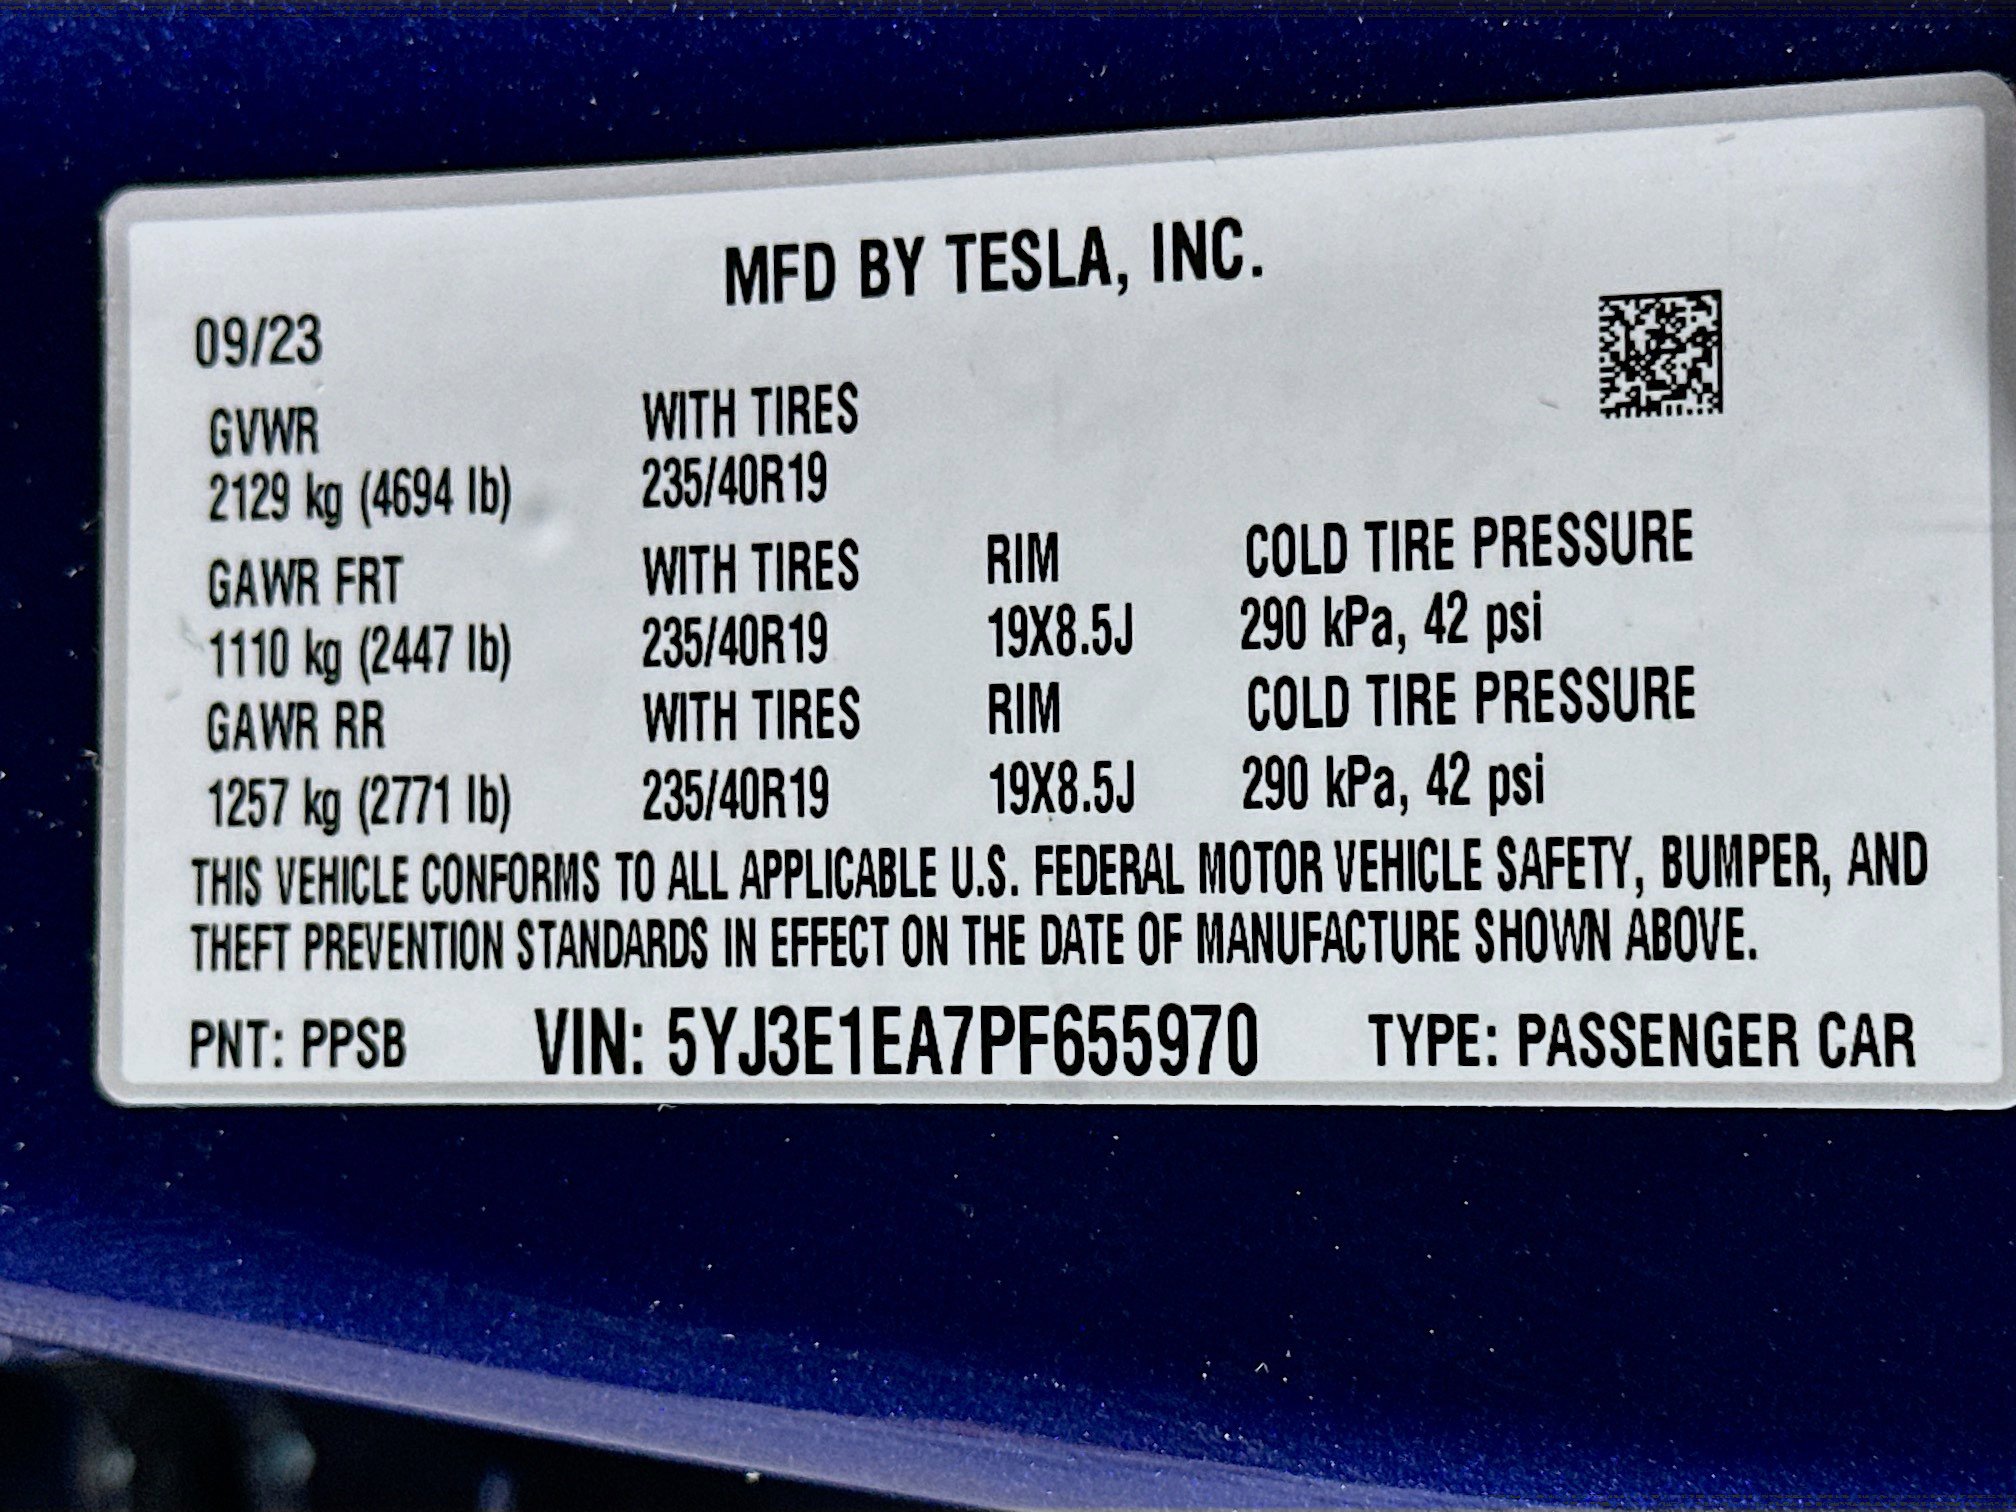 MFD BY TESLA, INC.
09/23
GVWR WITH TIRES
2129 kg (4694 lb) 235/40R19
GAWR FRT WITH TIRES RIM COLD TIRE PRESSURE
1110 kg (2447 lb) 235/40R19 19X8.5J 290 kPa, 42 psi
GAWR RR WITH TIRES RIM COLD TIRE PRESSURE
1257 kg (2771 lb) 235/40R19 19X8.5J 290 kPa, 42 psi
THIS VEHICLE CONFORMS TO ALL APPLICABLE U.S. FEDERAL MOTOR VEHICLE SAFETY, BUMPER, AND
THEFT PREVENTION STANDARDS IN EFFECT ON THE DATE OF MANUFACTURE SHOWN ABOVE.
PNT: PPSB VIN: 5YJ3E1EA7PF655970 TYPE: PASSENGER CAR